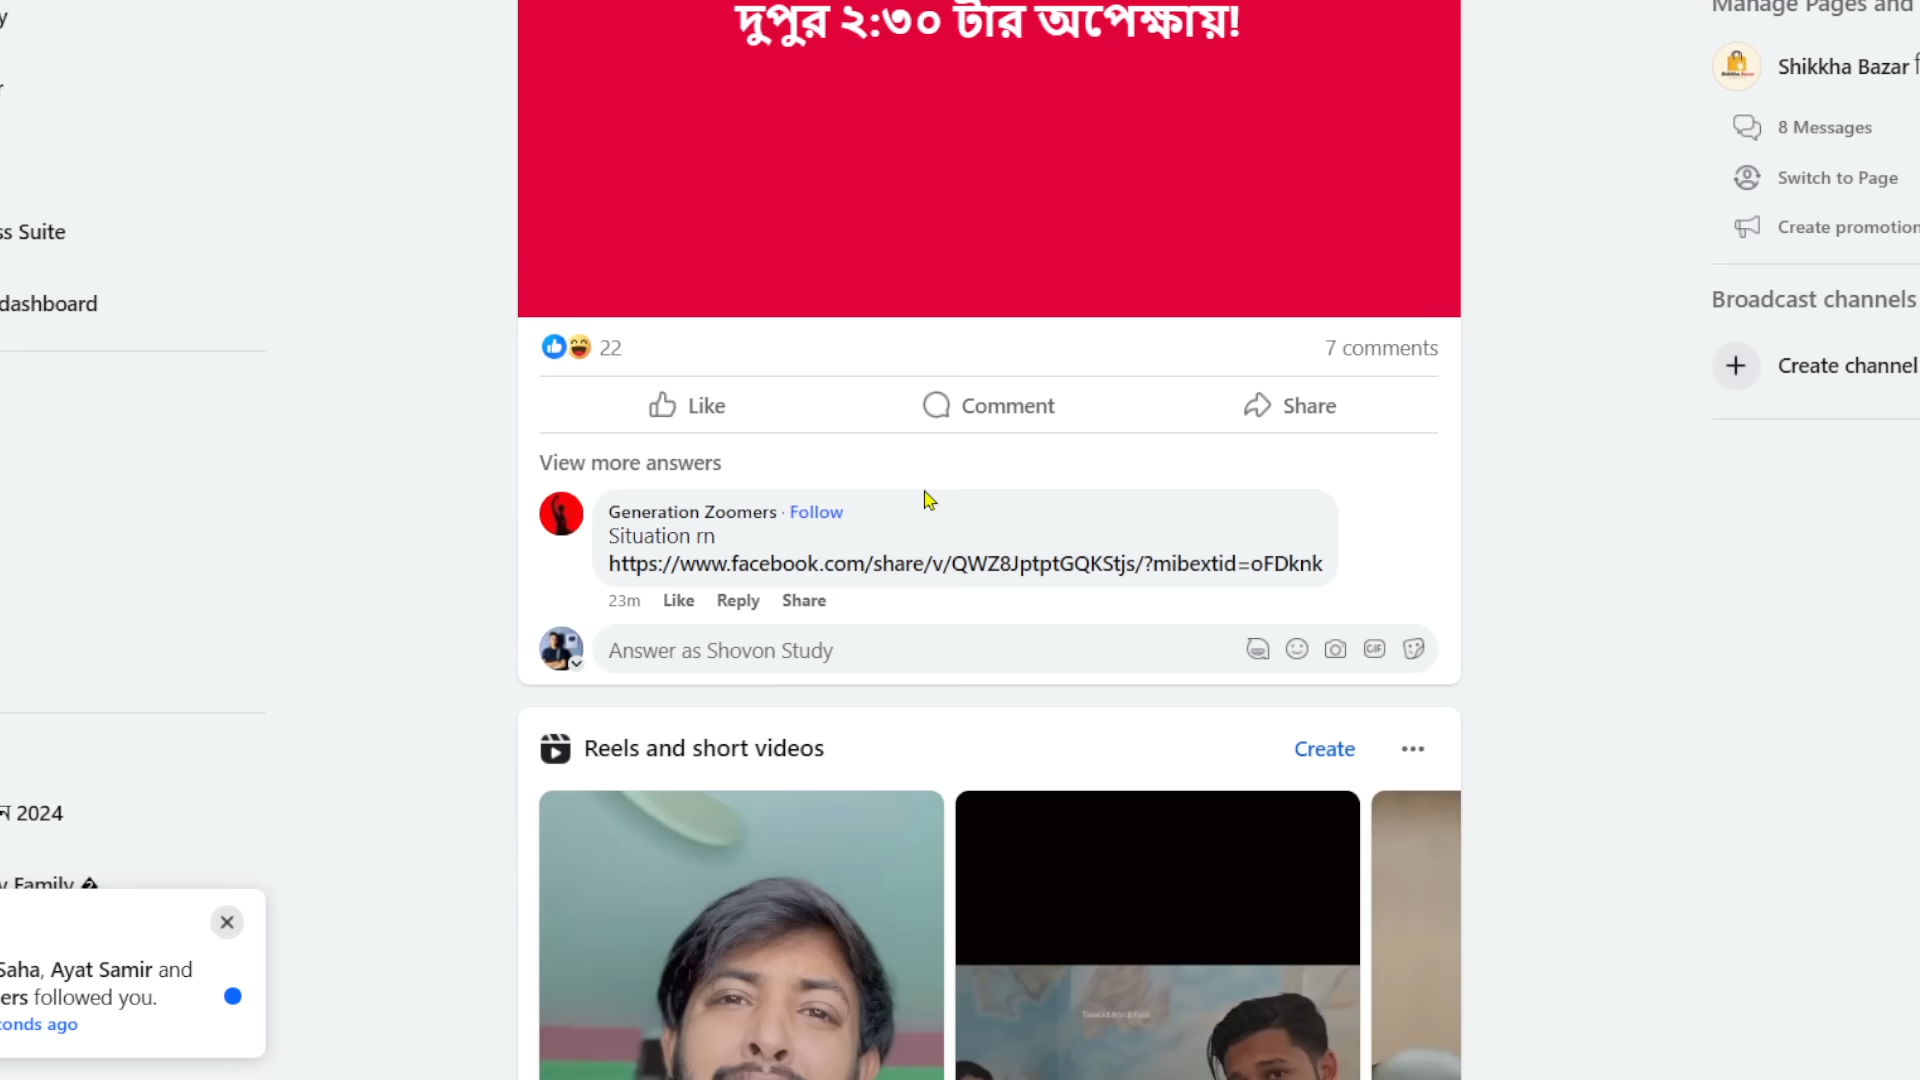 দুপুর ২:৩০ টার অপেক্ষায়!
Manage Pages and
Shikkha Bazar
8 Messages
Switch to Page
Create promotion
Broadcast channels
Create channel
ss Suite
dashboard
22
7 comments
Like
Comment
Share
View more answers
Generation Zoomers · Follow
Situation rn
https://www.facebook.com/share/v/QWZ8JptptGQKStjs/?mibextid=oFDknk
23m Like Reply Share
Answer as Shovon Study
GIF
Reels and short videos
Create
2024
Family
Saha, Ayat Samir and
ers followed you.
conds ago